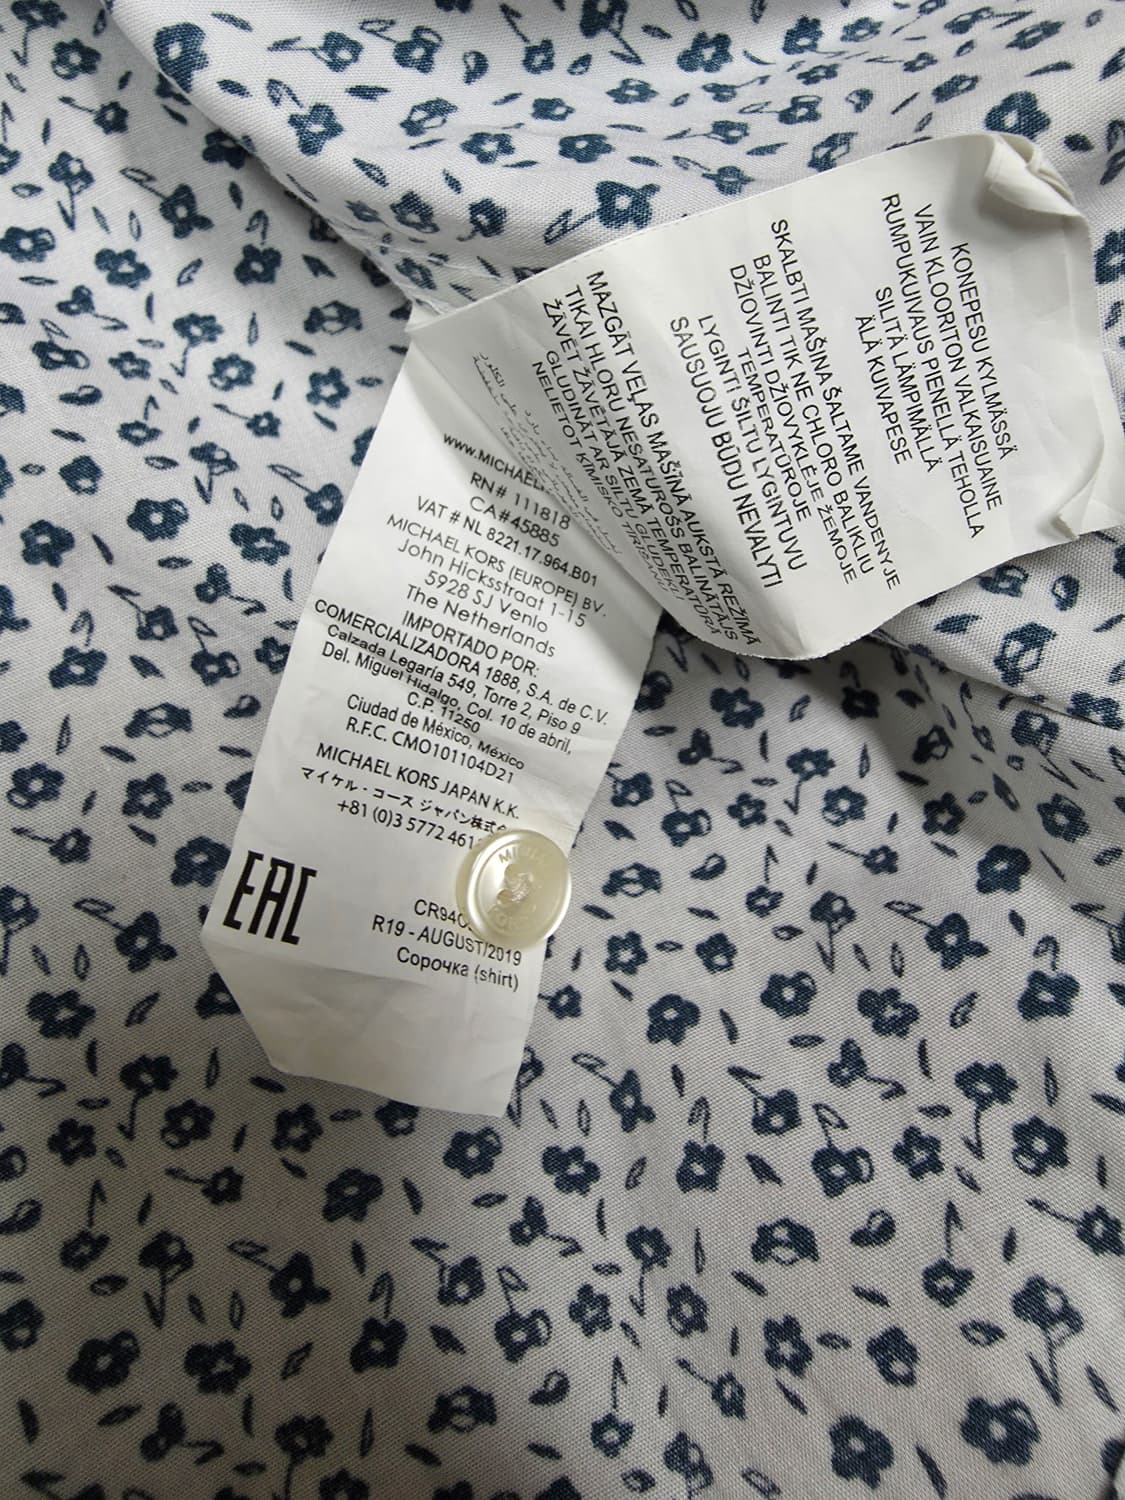 www.MICHAEL
RN# 111818
CA#45885
VAT # NL 8221.17.964.B01
MICHAEL KORS (EUROPE) BV.
John Hicksstraat 1-15
5928 SJ Venlo
The Netherlands
IMPORTADO POR:
COMERCIALIZADORA 1888, S.A. de C.V.
Calzada Legaría 549, Torre 2, Piso 9
Del. Miguel Hidalgo, Col. 10 de abril,
C.P. 11250
Ciudad de México, México
R.F.C. CMO101104D21
MICHAEL KORS JAPAN K.K.
マイケル・コース ジャパン株式
+81 (0)3 5772 461
EAC
CR94
R19 - AUGUST/2019
Сорочка (shirt)
MAZGĀT VEĻAS MAŠĪNĀ AUKSTĀ REŽĪMĀ
TIKAI HLORU NESATUROŠS BALINĀTĀJS
ŽĀVĒT ŽĀVĒTĀJĀ ZEMĀ TEMPERATŪRĀ
GLUDINĀT AR SILTU GLUDEKLI
NELIETOT ĶĪMISKO TĪRĪŠANU
SKALBTI MAŠINA ŠALTAME VANDENYJE
BALINTI TIK NE CHLORO BALIKLIU
DŽIOVINTI DŽIOVYKLĖJE ŽEMOJE
TEMPERATŪROJE
LYGINTI ŠILTU LYGINTUVU
SAUSUOJU BŪDU NEVALYTI
KONEPESU KYLMÄSSÄ
VAIN KLOORITON VALKAISUAINE
RUMPUKUIVAUS PIENELLÄ TEHOLLA
SILITÄ LÄMPIMÄLLÄ
ÄLÄ KUIVAPESE